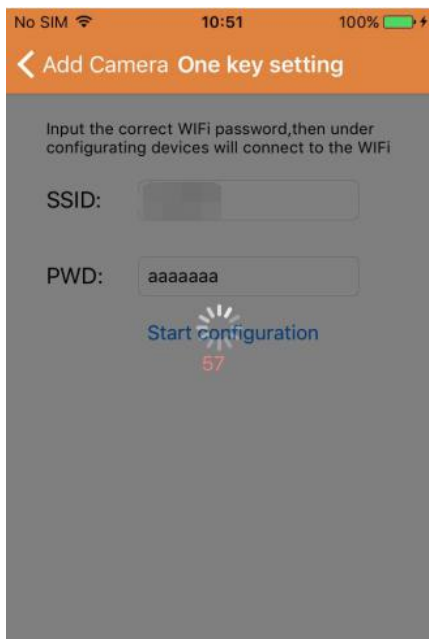 No SIM 10:51 100%
Add Camera One key setting
Input the correct WIFi password,then under
configurating devices will connect to the WIFi
SSID:
PWD: aaaaaaa
Start configuration
57